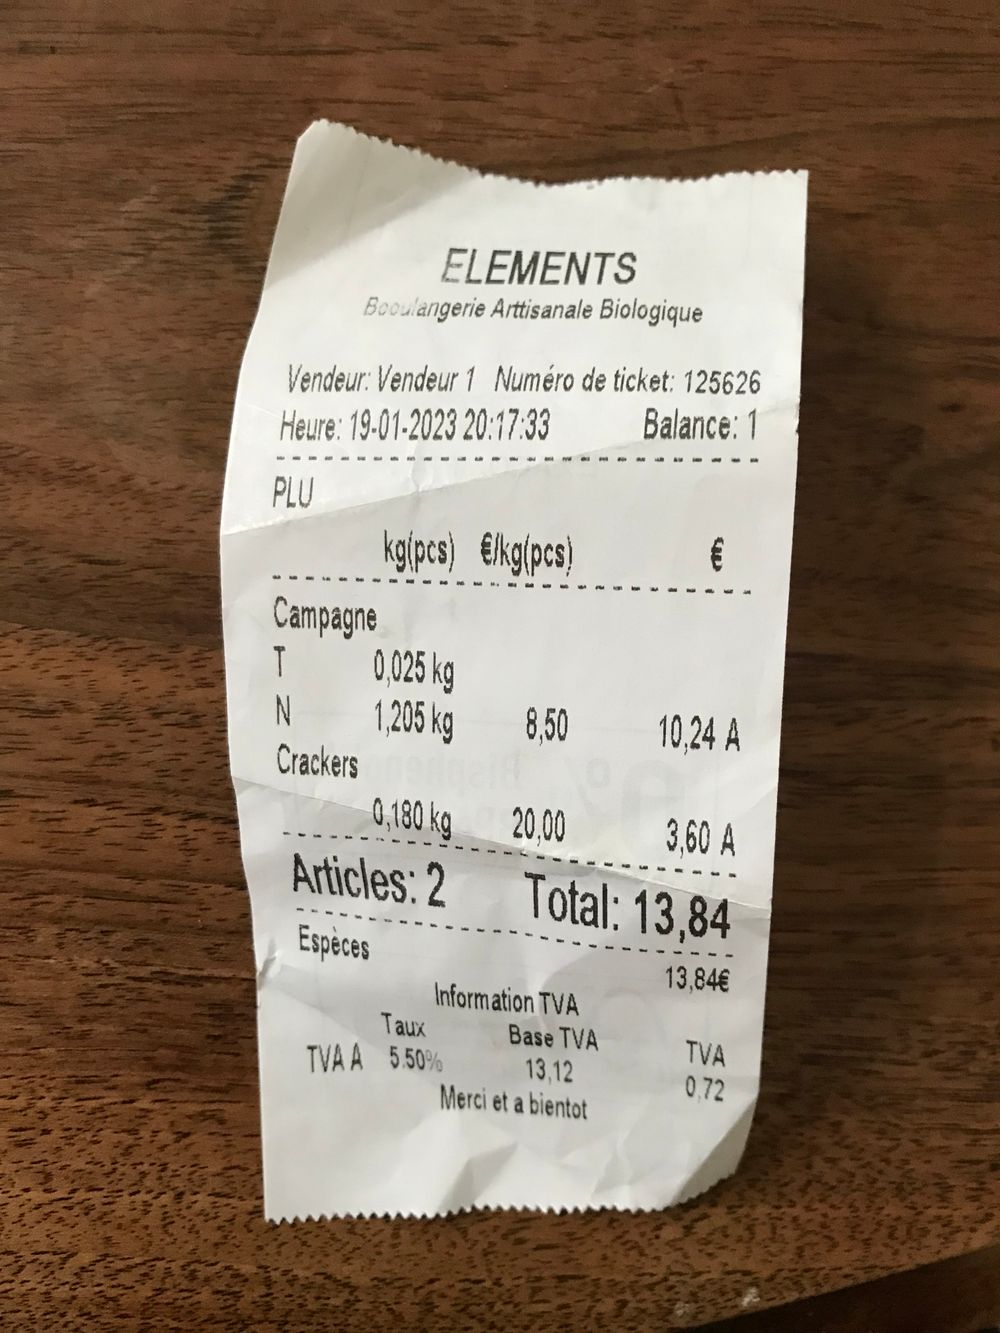 ELEMENTS
Booulangerie Arttisanale Biologique
Vendeur: Vendeur 1 Numéro de ticket: 125626
Heure: 19-01-2023 20:17:33 Balance: 1
PLU
kg(pcs) €/kg(pcs) €
Campagne
T 0,025 kg
N 1,205 kg 8,50 10,24 A
Crackers
0,180 kg 20,00 3,60 A
Articles: 2 Total: 13,84
Espèces 13,84€
Information TVA
Taux Base TVA TVA
TVA A 5.50% 13,12 0,72
Merci et a bientot